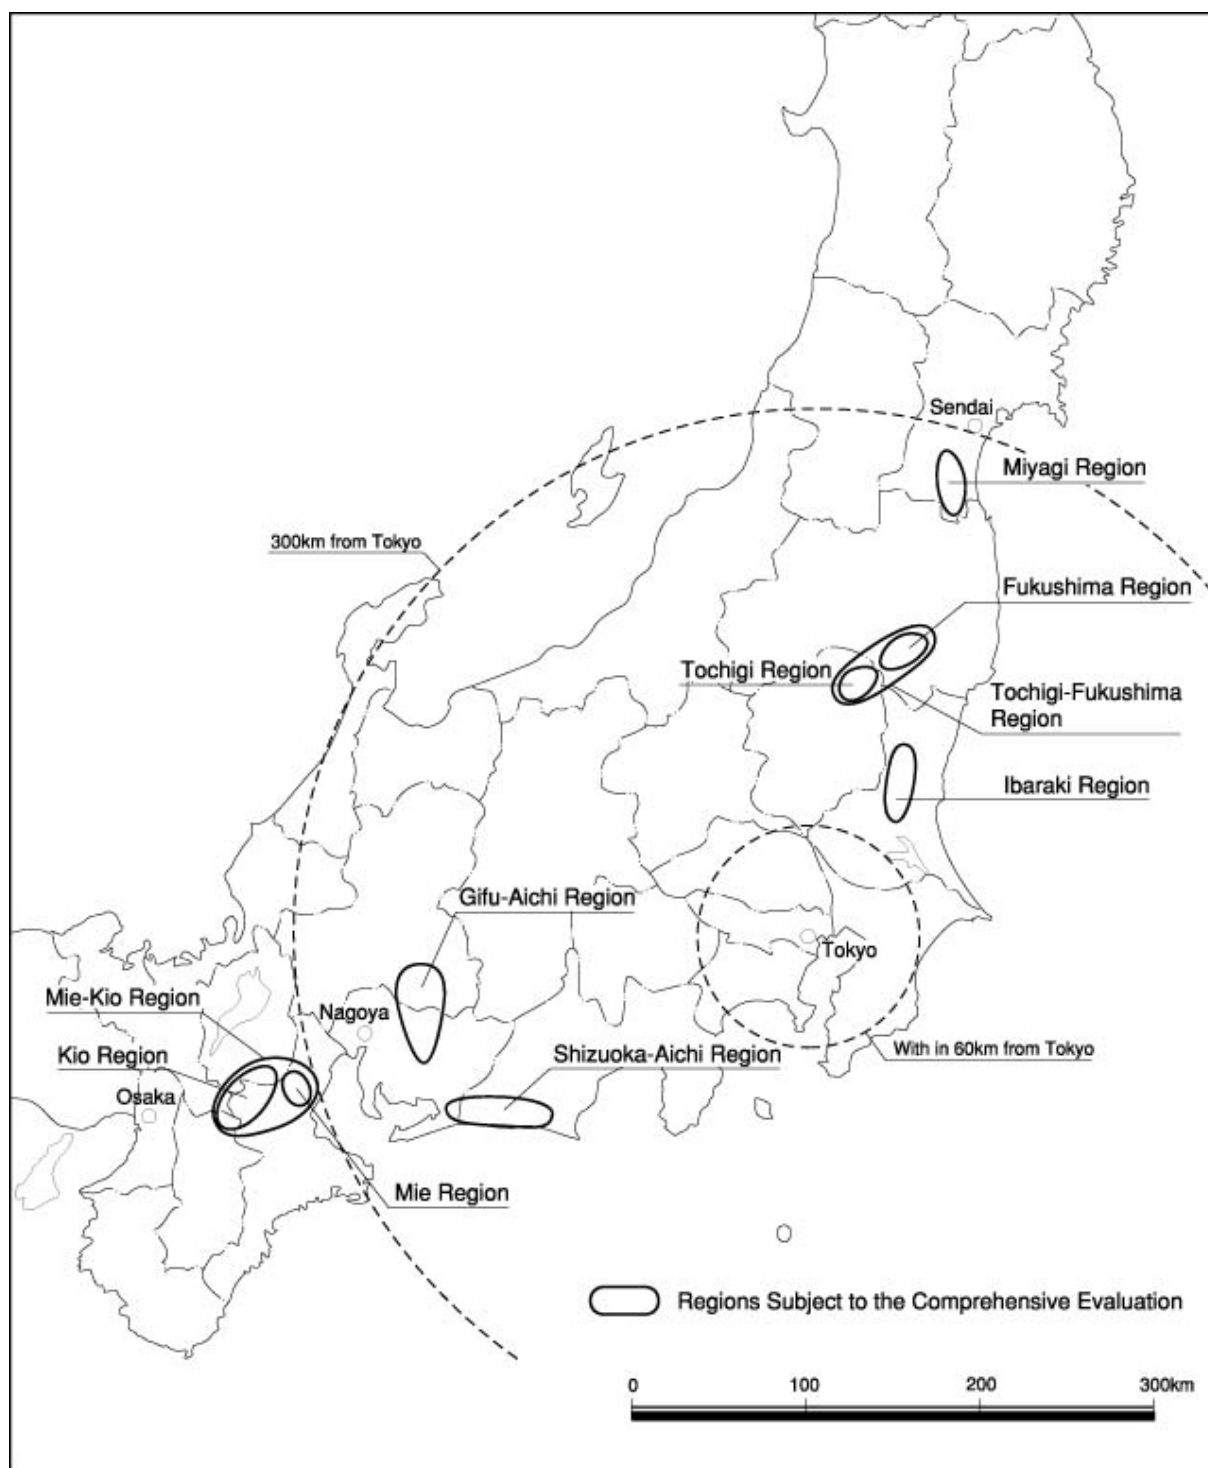 Sendai
Miyagi Region
300km from Tokyo
Fukushima Region
Tochigi Region
Tochigi-Fukushima
Region
Ibaraki Region
Gifu-Aichi Region
Tokyo
Mie-Kio Region
Nagoya
With in 60km from Tokyo
Kio Region
Shizuoka-Aichi Region
Osaka
Mie Region
Regions Subject to the Comprehensive Evaluation
0 100 200 300km